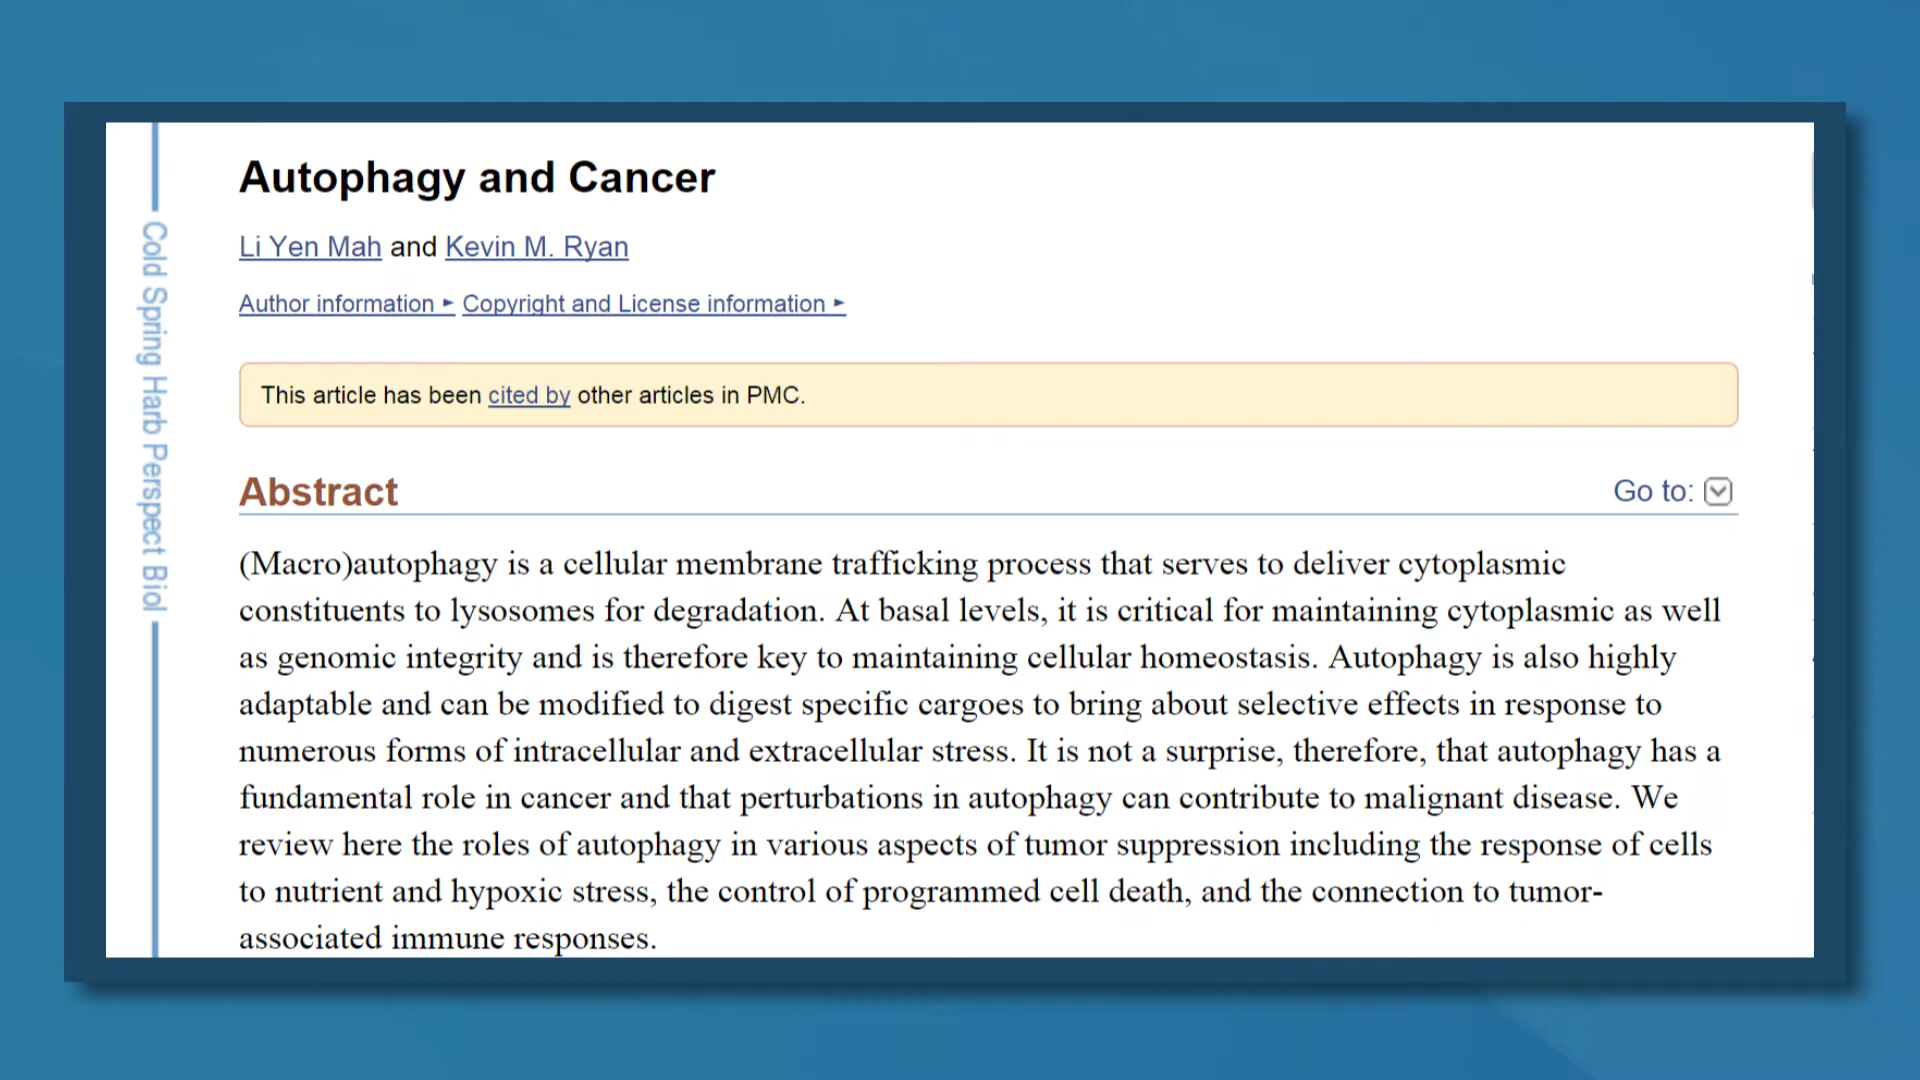 Autophagy and Cancer
Li Yen Mah and Kevin M. Ryan
Author information ► Copyright and License information ►
This article has been cited by other articles in PMC.
Abstract
Go to:
(Macro)autophagy is a cellular membrane trafficking process that serves to deliver cytoplasmic
constituents to lysosomes for degradation. At basal levels, it is critical for maintaining cytoplasmic as well
as genomic integrity and is therefore key to maintaining cellular homeostasis. Autophagy is also highly
adaptable and can be modified to digest specific cargoes to bring about selective effects in response to
numerous forms of intracellular and extracellular stress. It is not a surprise, therefore, that autophagy has a
fundamental role in cancer and that perturbations in autophagy can contribute to malignant disease. We
review here the roles of autophagy in various aspects of tumor suppression including the response of cells
to nutrient and hypoxic stress, the control of programmed cell death, and the connection to tumor-
associated immune responses.
Cold Spring Harb Perspect Biol